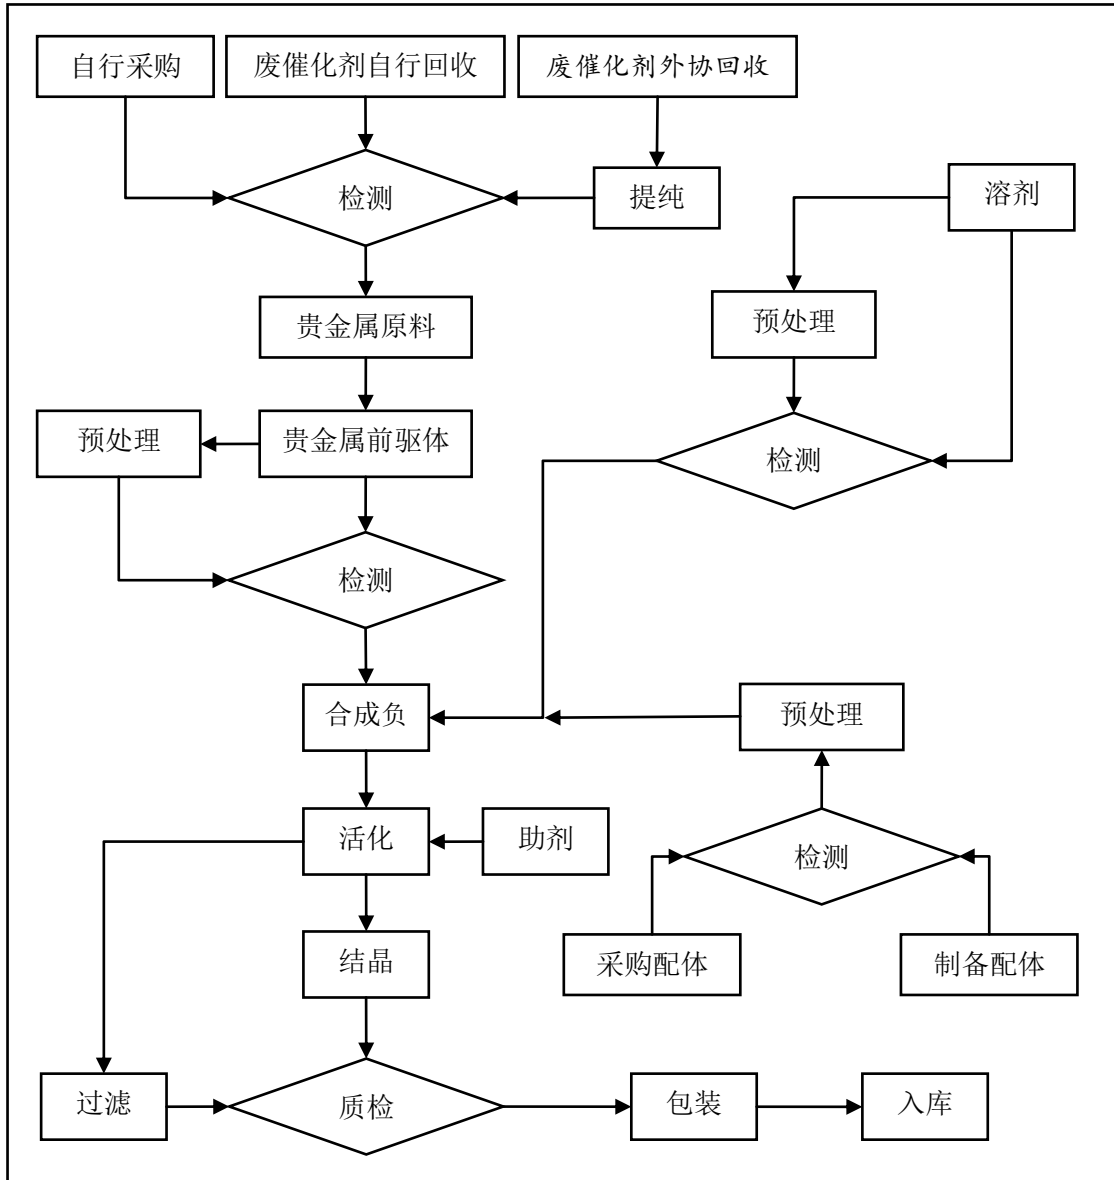 自行采购
废催化剂自行回收
废催化剂外协回收
检测
提纯
溶剂
贵金属原料
预处理
预处理
贵金属前驱体
检测
检测
合成负
预处理
活化
助剂
检测
结晶
采购配体
制备配体
过滤
质检
包装
入库